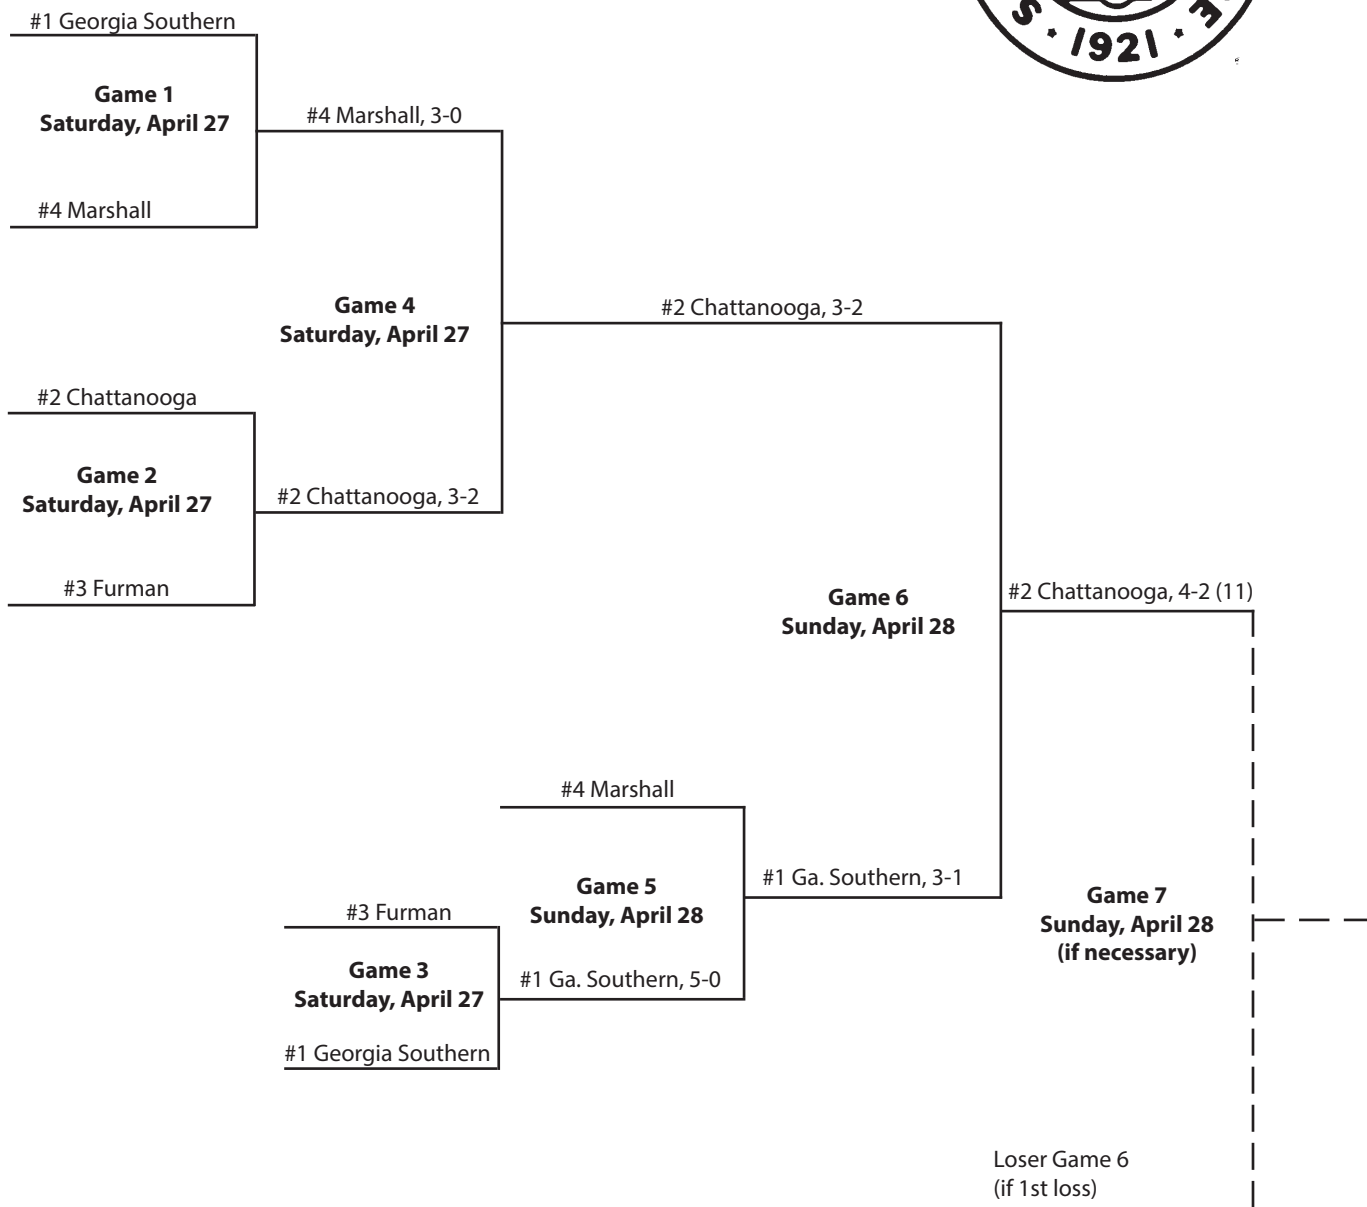 #1 Georgia Southern
S · 1921 ·
Game 1
Saturday, April 27
#4 Marshall, 3-0
#4 Marshall
Game 4
Saturday, April 27
#2 Chattanooga, 3-2
#2 Chattanooga
Game 2
Saturday, April 27
#2 Chattanooga, 3-2
#3 Furman
Game 6
Sunday, April 28
#2 Chattanooga, 4-2 (11)
#4 Marshall
Game 5
Sunday, April 28
#1 Ga. Southern, 3-1
Game 7
Sunday, April 28
(if necessary)
#3 Furman
Game 3
Saturday, April 27
#1 Ga. Southern, 5-0
#1 Georgia Southern
Loser Game 6
(if 1st loss)